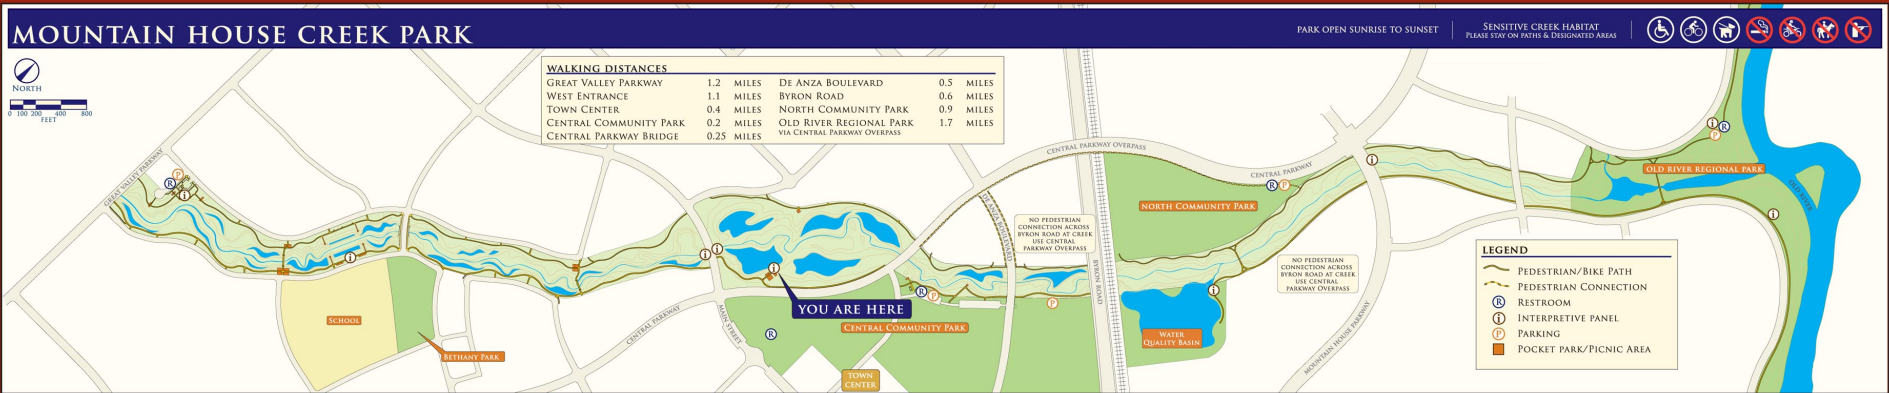 MOUNTAIN HOUSE CREEK PARK
PARK OPEN SUNRISE TO SUNSET
SENSITIVE CREEK HABITAT
PLEASE STAY ON PATHS & DESIGNATED AREAS
NORTH
0 100 200 400 800
FEET
WALKING DISTANCES
GREAT VALLEY PARKWAY 1.2 MILES DE ANZA BOULEVARD 0.5 MILES
WEST ENTRANCE 1.1 MILES BYRON ROAD 0.6 MILES
TOWN CENTER 0.4 MILES NORTH COMMUNITY PARK 0.9 MILES
CENTRAL COMMUNITY PARK 0.2 MILES OLD RIVER REGIONAL PARK 1.7 MILES
CENTRAL PARKWAY BRIDGE 0.25 MILES VIA CENTRAL PARKWAY OVERPASS
GREAT VALLEY PARKWAY
P
R
i
i
SCHOOL
BETHANY PARK
CENTRAL PARKWAY
MAIN STREET
i
i
i
YOU ARE HERE
R
CENTRAL COMMUNITY PARK
TOWN CENTER
R
P
DE ANZA BOULEVARD
CENTRAL PARKWAY OVERPASS
NO PEDESTRIAN
CONNECTION ACROSS
BYRON ROAD AT CREEK
USE CENTRAL
PARKWAY OVERPASS
P
BYRON ROAD
NORTH COMMUNITY PARK
CENTRAL PARKWAY
R
P
WATER
QUALITY BASIN
i
NO PEDESTRIAN
CONNECTION ACROSS
BYRON ROAD AT CREEK
USE CENTRAL
PARKWAY OVERPASS
MOUNTAIN HOUSE PARKWAY
i
i
R
P
OLD RIVER REGIONAL PARK
OLD RIVER
i
LEGEND
PEDESTRIAN/BIKE PATH
PEDESTRIAN CONNECTION
R RESTROOM
i INTERPRETIVE PANEL
P PARKING
POCKET PARK/PICNIC AREA